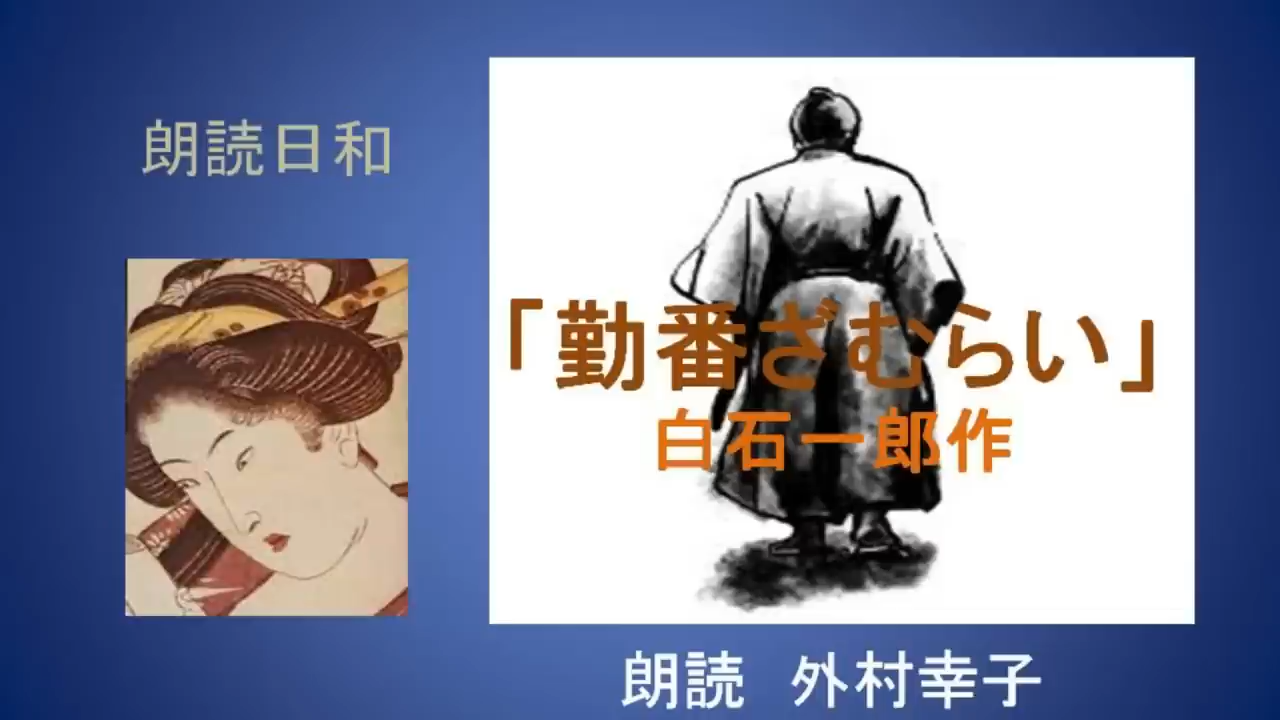 朗読日和
「勤番ざむらい」
白石一郎作
朗読 外村幸子